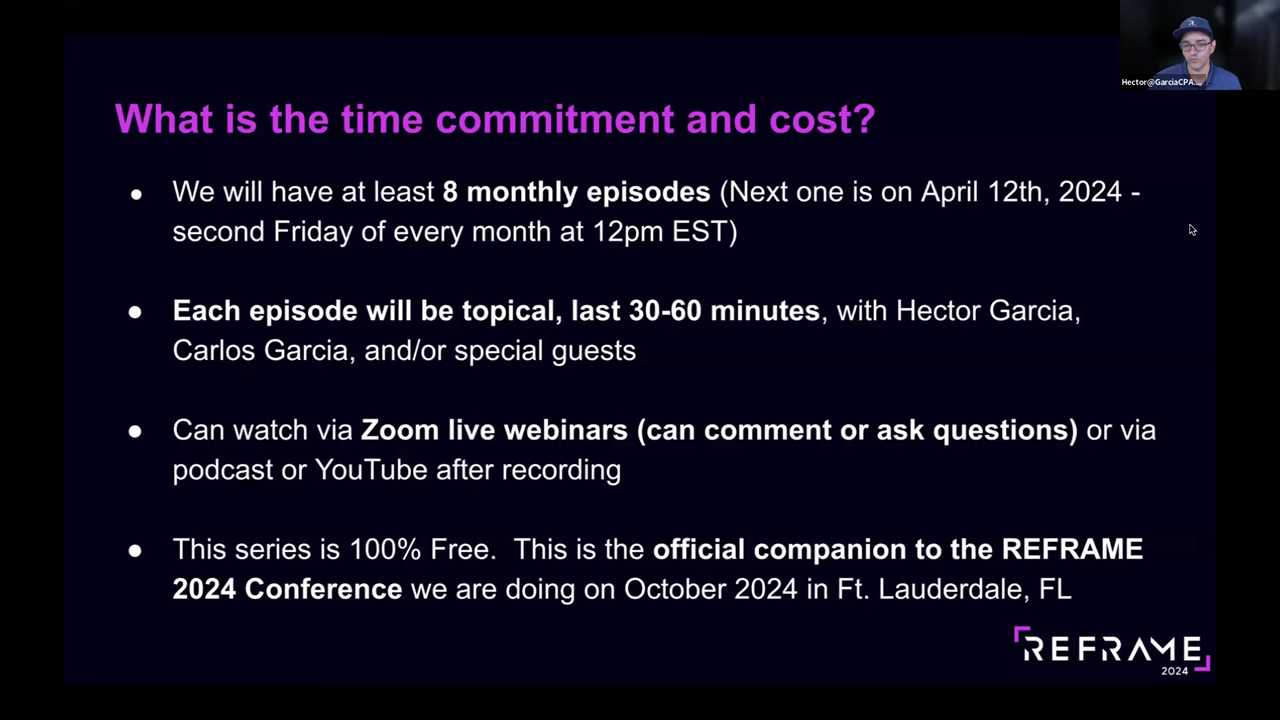 Hector@GarciaCPA...
What is the time commitment and cost?
● We will have at least 8 monthly episodes (Next one is on April 12th, 2024 -
second Friday of every month at 12pm EST)
● Each episode will be topical, last 30-60 minutes, with Hector Garcia,
Carlos Garcia, and/or special guests
● Can watch via Zoom live webinars (can comment or ask questions) or via
podcast or YouTube after recording
● This series is 100% Free.  This is the official companion to the REFRAME
2024 Conference we are doing on October 2024 in Ft. Lauderdale, FL
REFRAME
2024